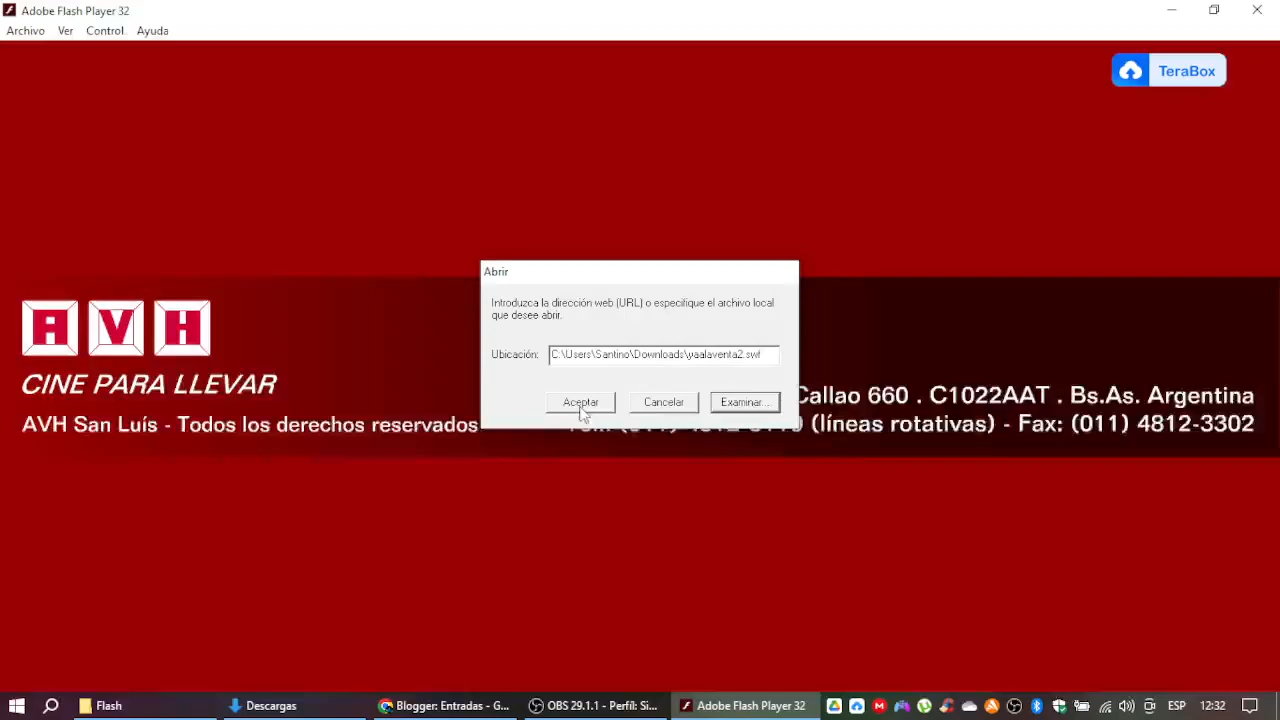 Adobe Flash Player 32
Archivo Ver Control Ayuda
TeraBox
Abrir
Introduzca la dirección web (URL) o especifique el archivo local
que desee abrir.
Ubicación: C:\Users\Santino\Downloads\yaalaventa2.swf
Aceptar Cancelar Examinar...
AVH
CINE PARA LLEVAR
AVH San Luís - Todos los derechos reservados
Callao 660 . C1022AAT . Bs.As. Argentina
(líneas rotativas) - Fax: (011) 4812-3302
Flash Descargas Blogger: Entradas - G... OBS 29.1.1 - Perfil: Si... Adobe Flash Player 32 ESP 12:32